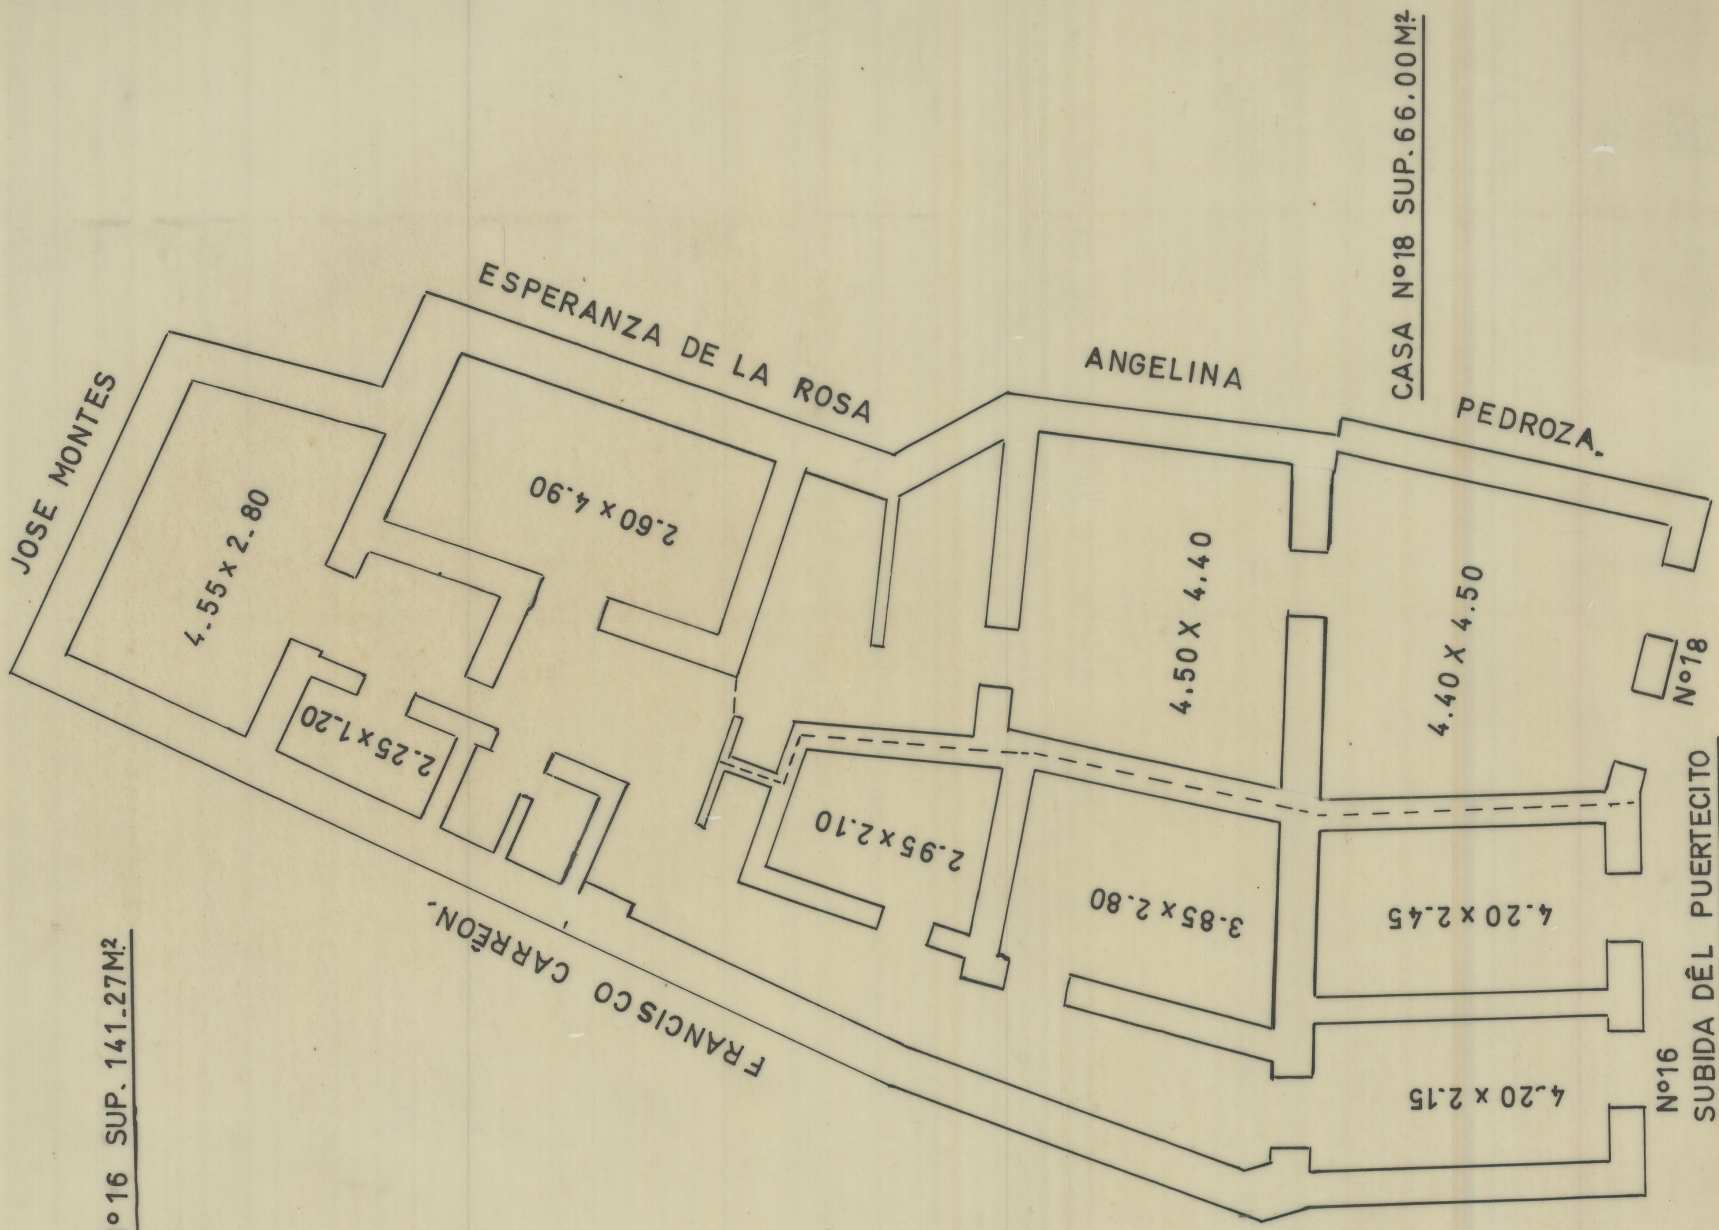 JOSE MONTES
ESPERANZA DE LA ROSA
ANGELINA
PEDROZA.
CASA Nº18 SUP. 66.00M²
4.55 x 2.80
2.60 x 4.90
2.25 x 1.20
4.50 X 4.40
4.40 X 4.50
2.95 x 2.10
3.85 x 2.80
4.20 x 2.45
4.20 x 2.15
Nº18
Nº16
SUBIDA DÊL PUERTECITO
FRANCISCO CARRÊON.
º16 SUP. 141.27M²